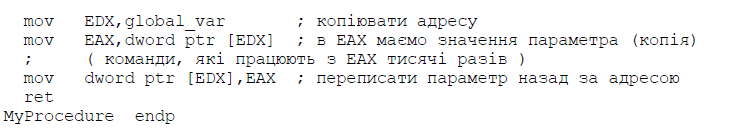 mov EDX,global_var ; копіювати адресу
mov EAX,dword ptr [EDX] ; в EAX маємо значення параметра (копія)
; ( команди, які працюють з EAX тисячі разів )
mov dword ptr [EDX],EAX ; переписати параметр назад за адресою
ret
MyProcedure endp